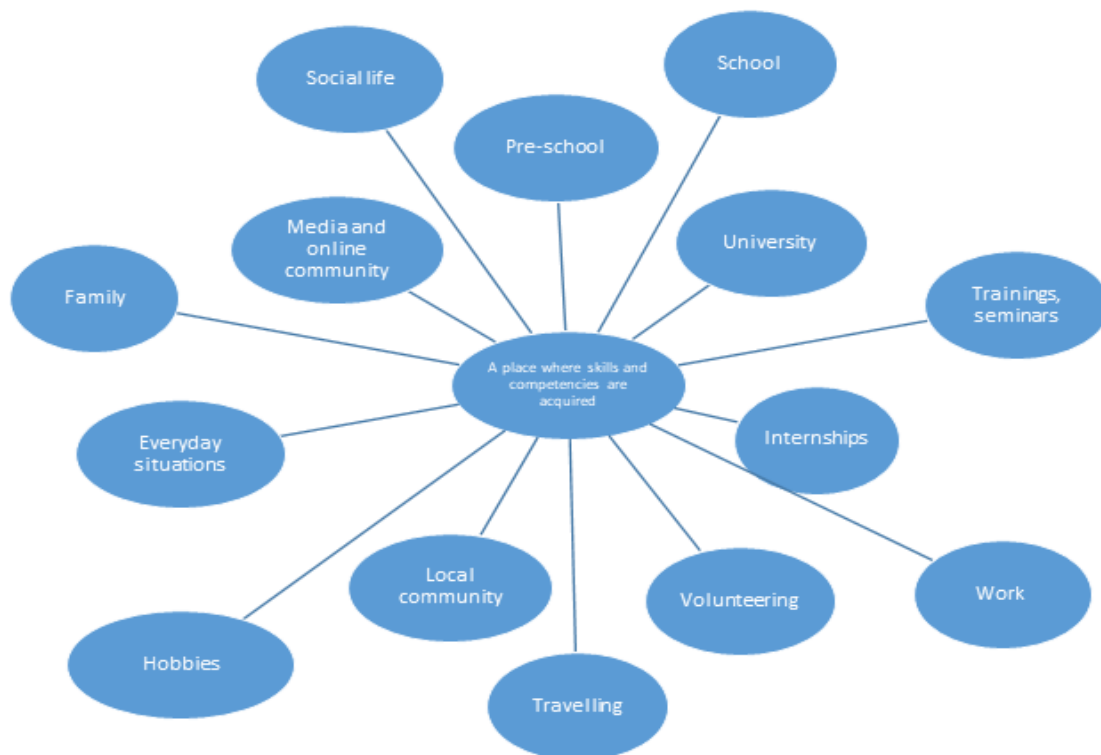 School
Social life
Pre-school
Media and
online
community
University
Family
Trainings,
seminars
A place where skills and
competencies are
acquired
Everyday
situations
Internships
Local
community
Volunteering
Work
Hobbies
Travelling